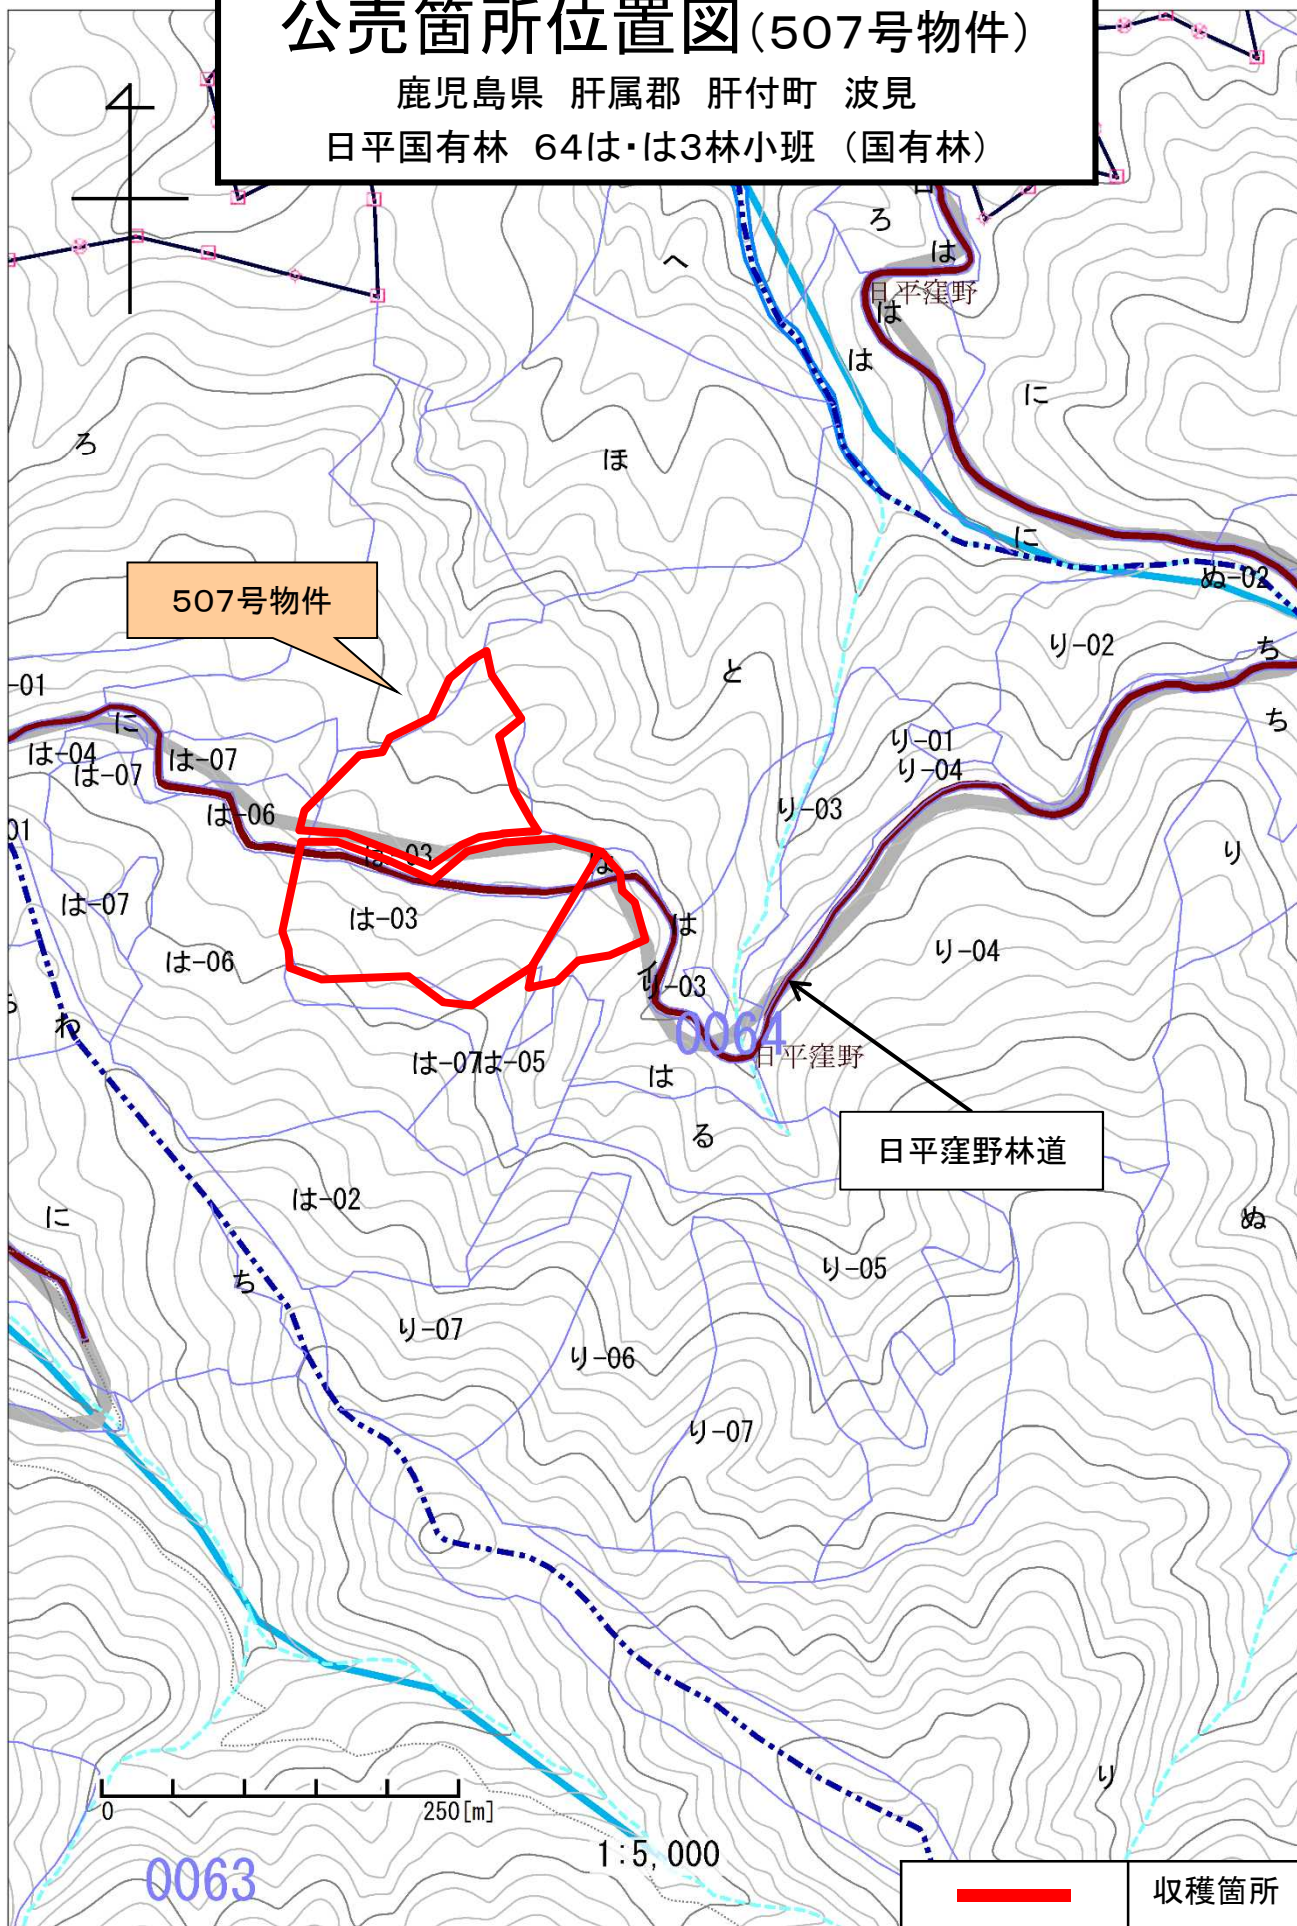 公売箇所位置図（507号物件）
鹿児島県　肝属郡　肝付町　波見
日平国有林　64は・は3林小班　（国有林）
ろ
は
へ
日平窪野
は
は
に
ろ
ほ
に
ぬ-02
507号物件
り-02
ち
と
-01
ち
に
は-04
は-07
は-07
り-01
り-04
は-06
り-03
01
は-03
は
り
は-07
は-03
は
り-04
は-06
イ
り-03
わ
0064
日平窪野
は-07
は-05
は
る
日平窪野林道
は-02
に
ぬ
ち
り-05
り-07
り-06
り-07
り
0
250[m]
1:5,000
0063
収穫箇所